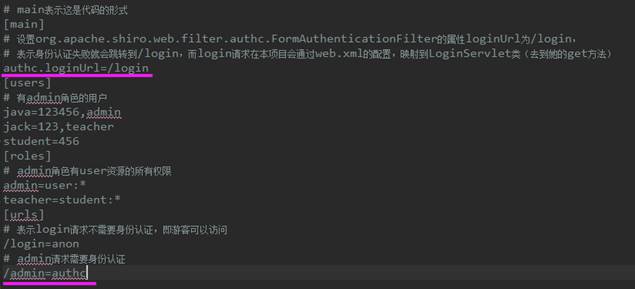 # main表示这是代码的形式
[main]
# 设置org.apache.shiro.web.filter.authc.FormAuthenticationFilter的属性loginUrl为/login,
# 表示身份认证失败就会跳转到/login, 而login请求在本项目会通过web.xml的配置, 映射到LoginServlet类 (去到她的get方法)
authc.loginUrl=/login
[users]
# 有admin角色的用户
java=123456,admin
jack=123,teacher
student=456
[roles]
# admin角色有user资源的所有权限
admin=user:*
teacher=student:*
[urls]
# 表示login请求不需要身份认证, 即游客可以访问
/login=anon
# admin请求需要身份认证
/admin=authc